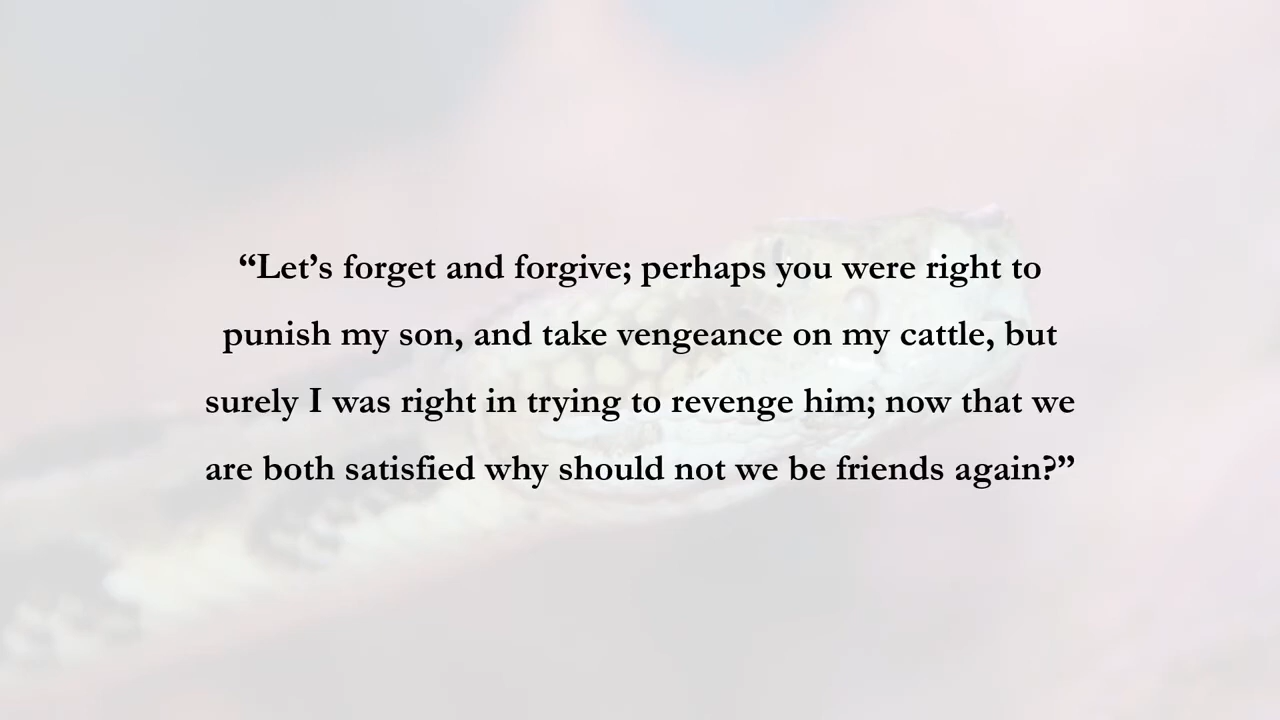 “Let’s forget and forgive; perhaps you were right to
punish my son, and take vengeance on my cattle, but
surely I was right in trying to revenge him; now that we
are both satisfied why should not we be friends again?”